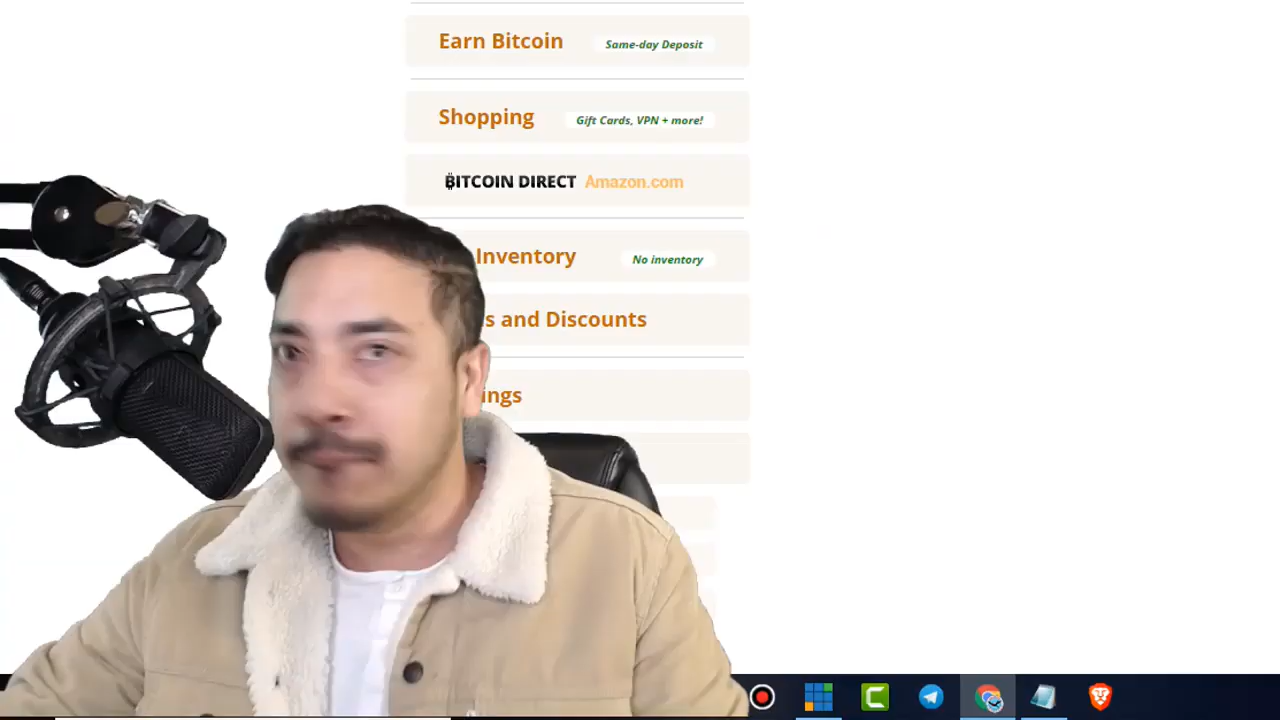 Earn Bitcoin Same-day Deposit
Shopping Gift Cards, VPN + more!
₿ITCOIN DIRECT Amazon.com
Inventory No inventory
s and Discounts
ings